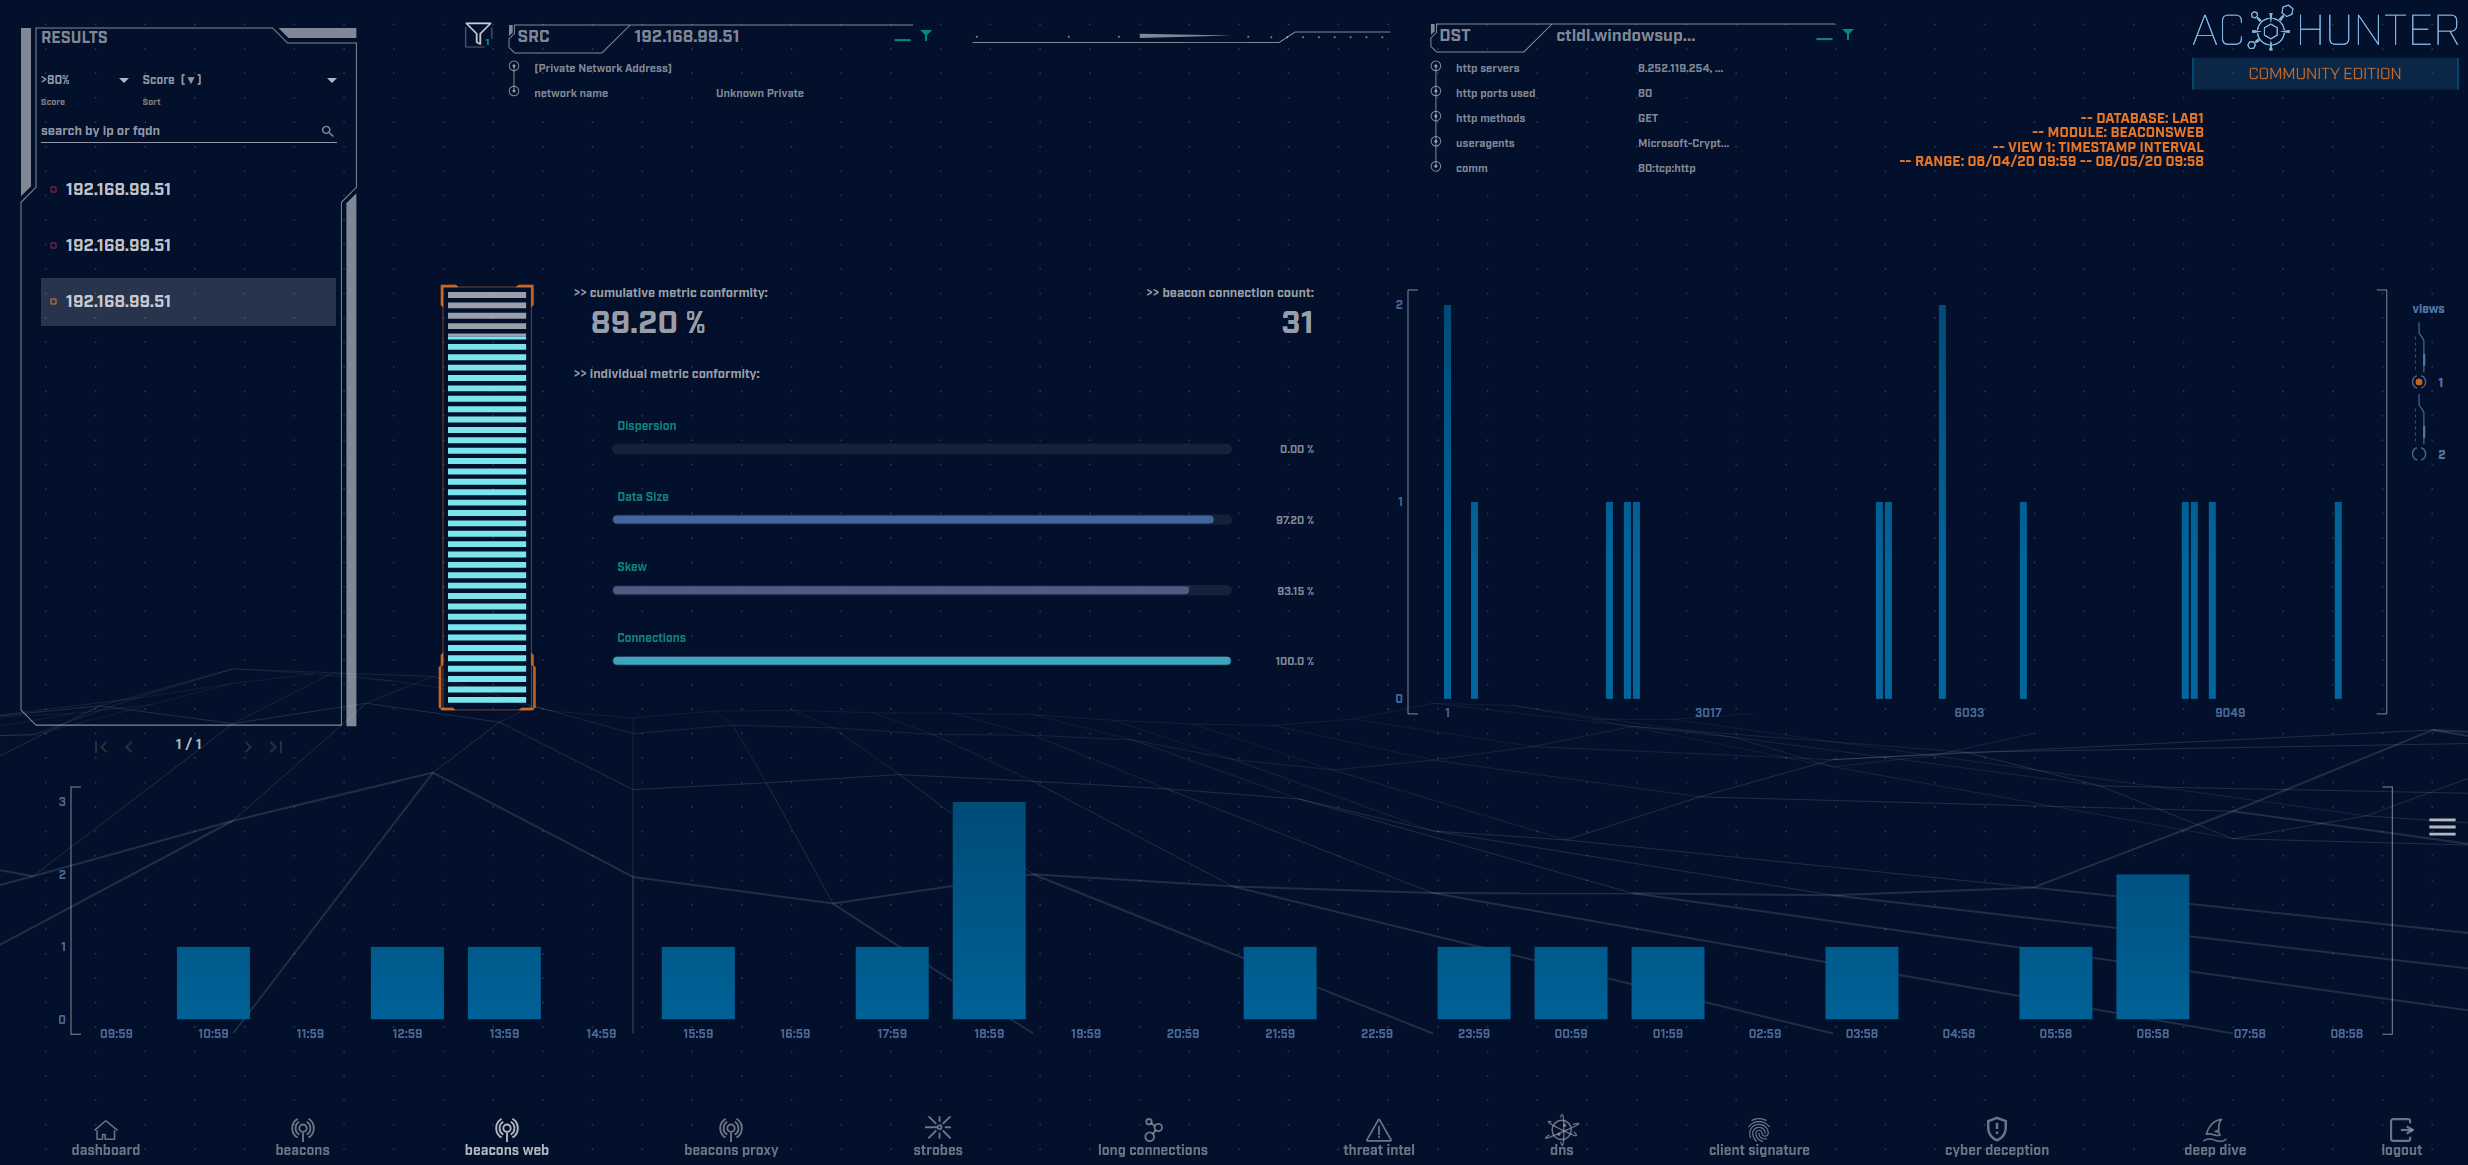 RESULTS
>80%
Score [▼]
Score
Sort
search by ip or fqdn
192.168.99.51
192.168.99.51
192.168.99.51
1 / 1
1
SRC
192.168.99.51
[Private Network Address]
network name
Unknown Private
DST
ctldl.windowsup...
http servers
8.252.119.254, ...
http ports used
80
http methods
GET
useragents
Microsoft-Crypt...
comm
80:tcp:http
AC HUNTER
COMMUNITY EDITION
-- DATABASE: LAB1
-- MODULE: BEACONSWEB
-- VIEW 1: TIMESTAMP INTERVAL
-- RANGE: 06/04/20 09:59 -- 06/05/20 09:58
>> cumulative metric conformity:
89.20 %
>> beacon connection count:
31
>> individual metric conformity:
Dispersion
0.00 %
Data Size
97.20 %
Skew
93.15 %
Connections
100.0 %
2
1
0
1
3017
6033
9049
views
1
2
3
2
1
0
09:59
10:59
11:59
12:59
13:59
14:59
15:59
16:59
17:59
18:59
19:59
20:59
21:59
22:59
23:59
00:59
01:59
02:59
03:58
04:58
05:58
06:58
07:58
08:58
dashboard
beacons
beacons web
beacons proxy
strobes
long connections
threat intel
dns
client signature
cyber deception
deep dive
logout